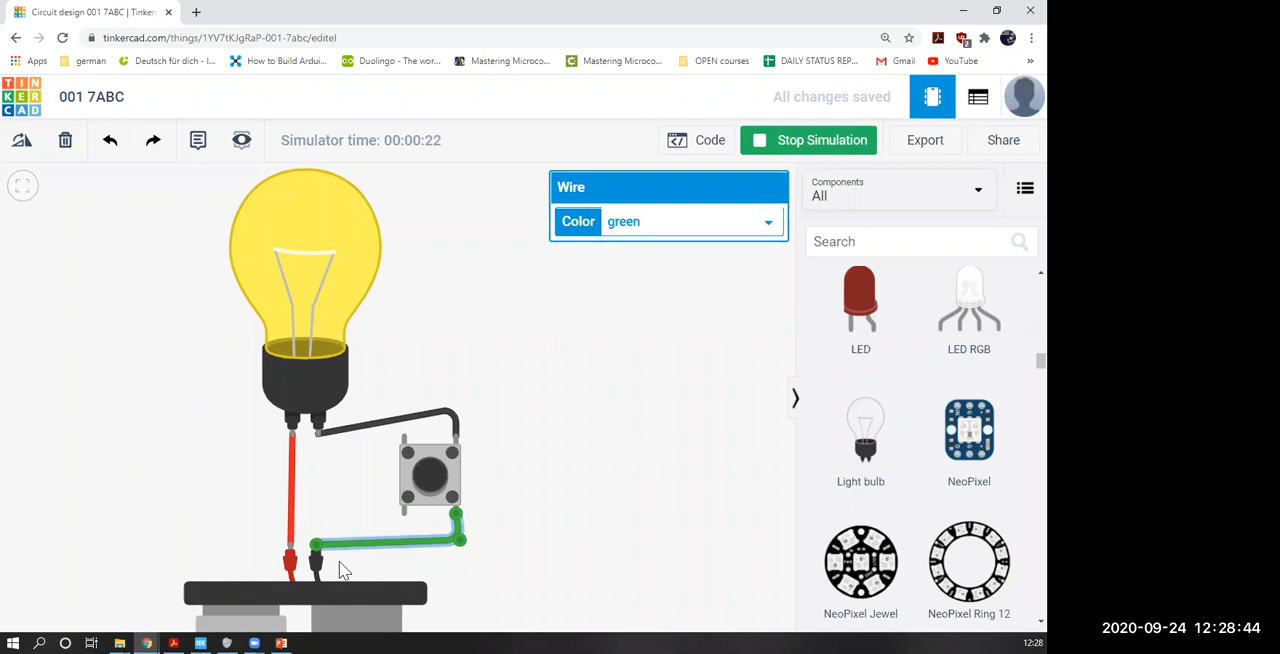 Circuit design 001 7ABC | Tinker
tinkercad.com/things/1YV7tKJgRaP-001-7abc/editel
Apps german Deutsch für dich - I... How to Build Ardui... Duolingo - The wor... Mastering Microco... Mastering Microco... OPEN courses DAILY STATUS REP... Gmail YouTube »
TIN
KER
CAD
001 7ABC
All changes saved
Simulator time: 00:00:22
Code
Stop Simulation
Export
Share
Wire
Color green
Components
All
Search
LED
LED RGB
Light bulb
NeoPixel
NeoPixel Jewel
NeoPixel Ring 12
12:28
2020-09-24 12:28:44